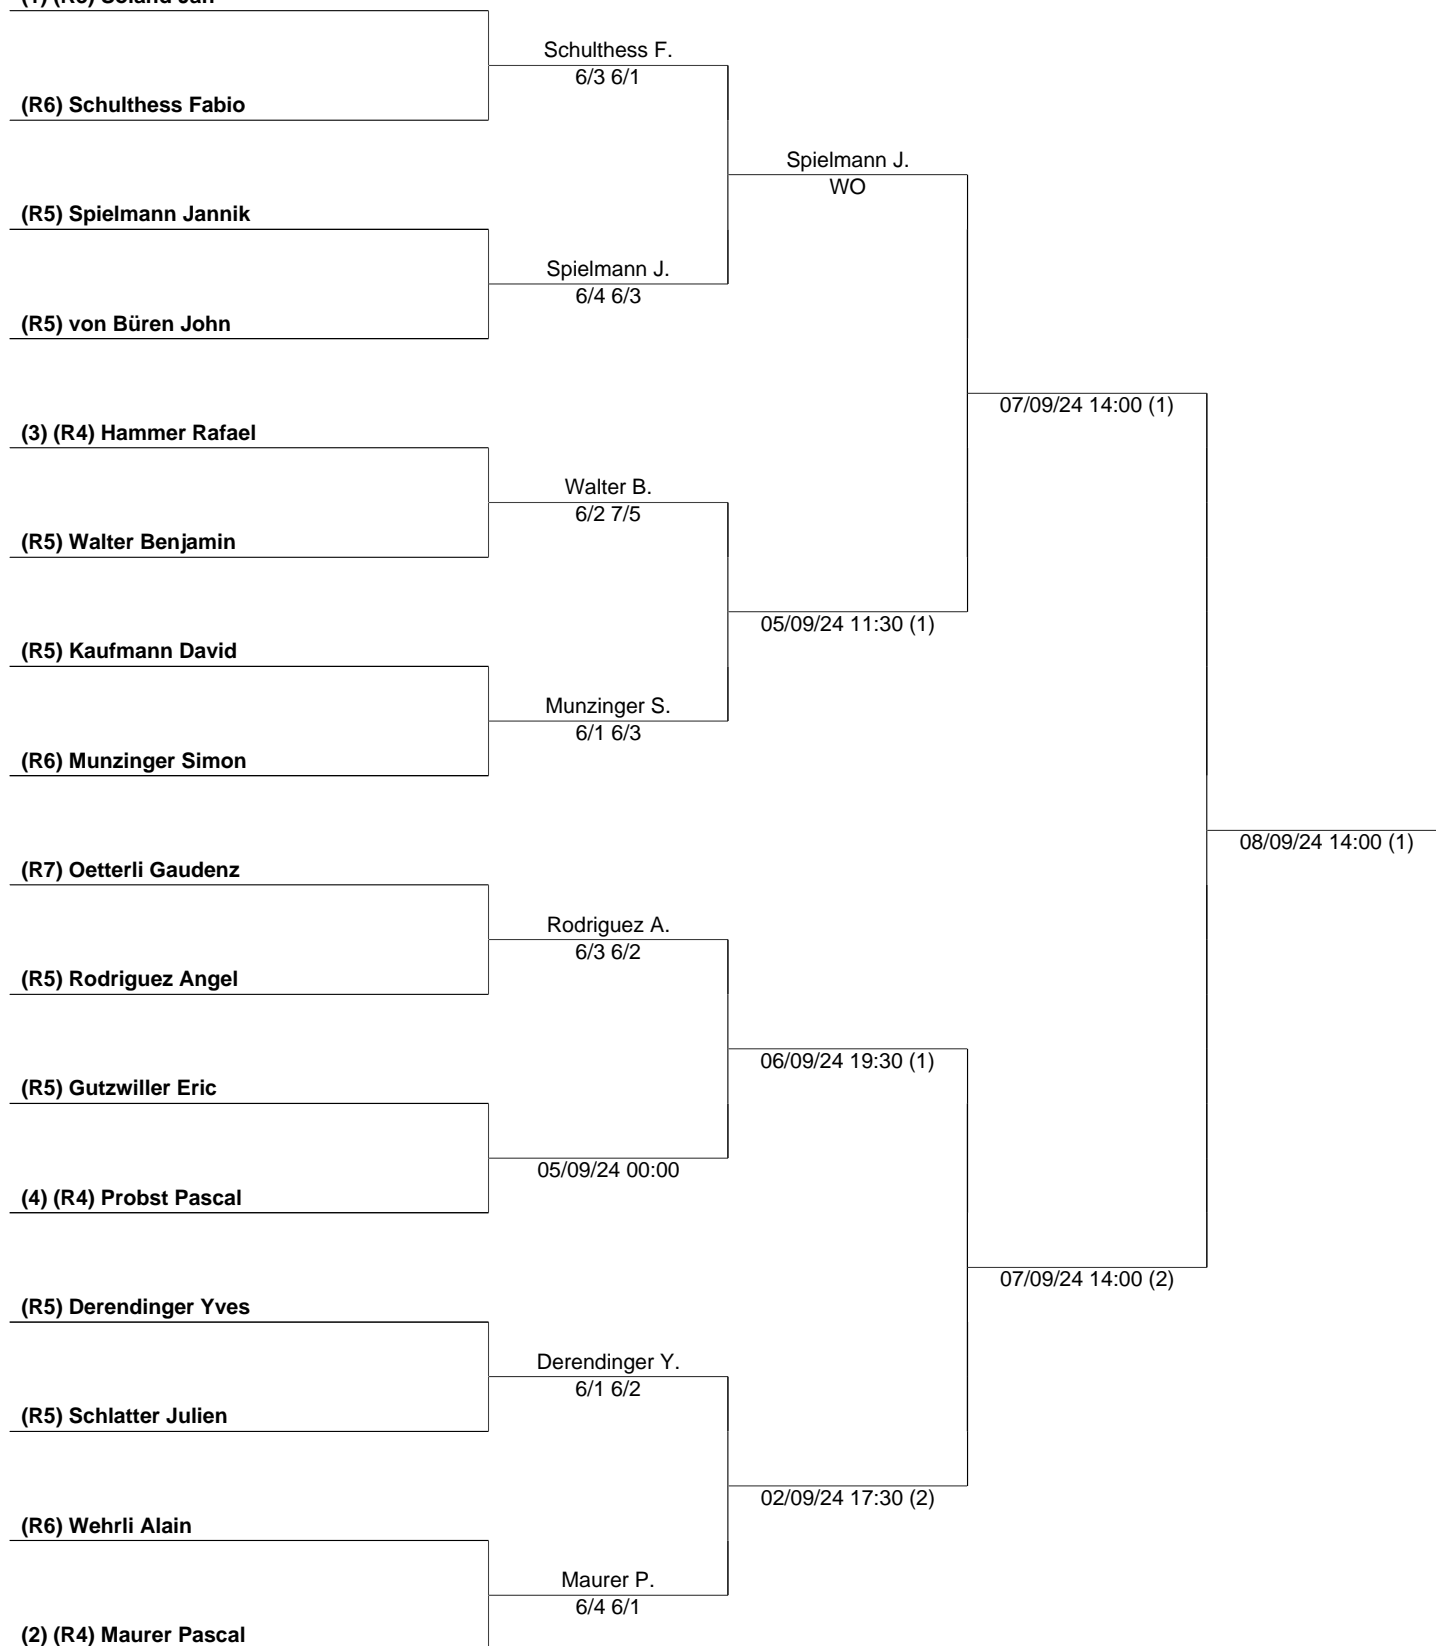 (R6) Schulthess Fabio
(R5) Spielmann Jannik
(R5) von Büren John
(3) (R4) Hammer Rafael
(R5) Walter Benjamin
(R5) Kaufmann David
(R6) Munzinger Simon
(R7) Oetterli Gaudenz
(R5) Rodriguez Angel
(R5) Gutzwiller Eric
(4) (R4) Probst Pascal
(R5) Derendinger Yves
(R5) Schlatter Julien
(R6) Wehrli Alain
(2) (R4) Maurer Pascal
Schulthess F.
6/3 6/1
Spielmann J.
6/4 6/3
Walter B.
6/2 7/5
Munzinger S.
6/1 6/3
Rodriguez A.
6/3 6/2
05/09/24 00:00
Derendinger Y.
6/1 6/2
Maurer P.
6/4 6/1
Spielmann J.
WO
05/09/24 11:30 (1)
06/09/24 19:30 (1)
02/09/24 17:30 (2)
07/09/24 14:00 (1)
07/09/24 14:00 (2)
08/09/24 14:00 (1)